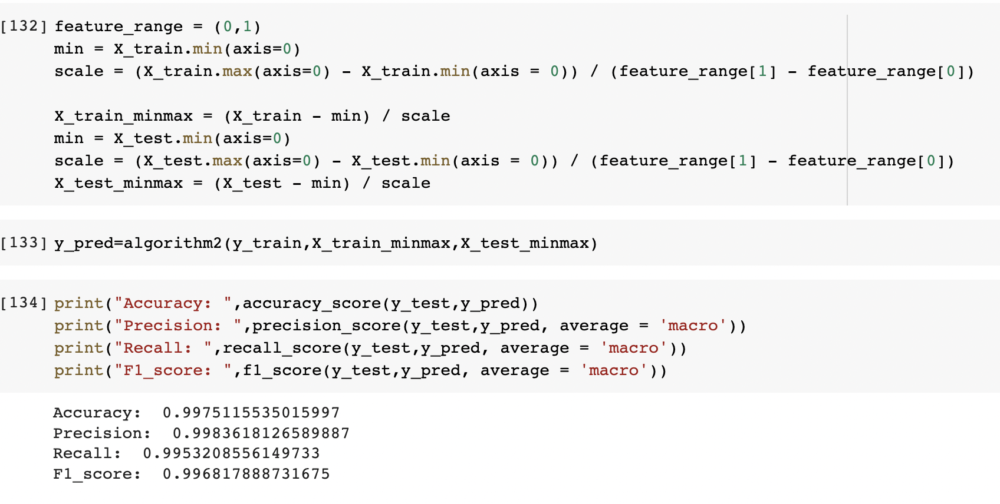 [132] feature_range = (0,1)
min = X_train.min(axis=0)
scale = (X_train.max(axis=0) - X_train.min(axis = 0)) / (feature_range[1] - feature_range[0])
X_train_minmax = (X_train - min) / scale
min = X_test.min(axis=0)
scale = (X_test.max(axis=0) - X_test.min(axis = 0)) / (feature_range[1] - feature_range[0])
X_test_minmax = (X_test - min) / scale
[133] y_pred=algorithm2(y_train,X_train_minmax,X_test_minmax)
[134] print("Accuracy: ",accuracy_score(y_test,y_pred))
print("Precision: ",precision_score(y_test,y_pred, average = 'macro'))
print("Recall: ",recall_score(y_test,y_pred, average = 'macro'))
print("F1_score: ",f1_score(y_test,y_pred, average = 'macro'))
Accuracy:  0.9975115535015997
Precision:  0.9983618126589887
Recall:  0.9953208556149733
F1_score:  0.996817888731675